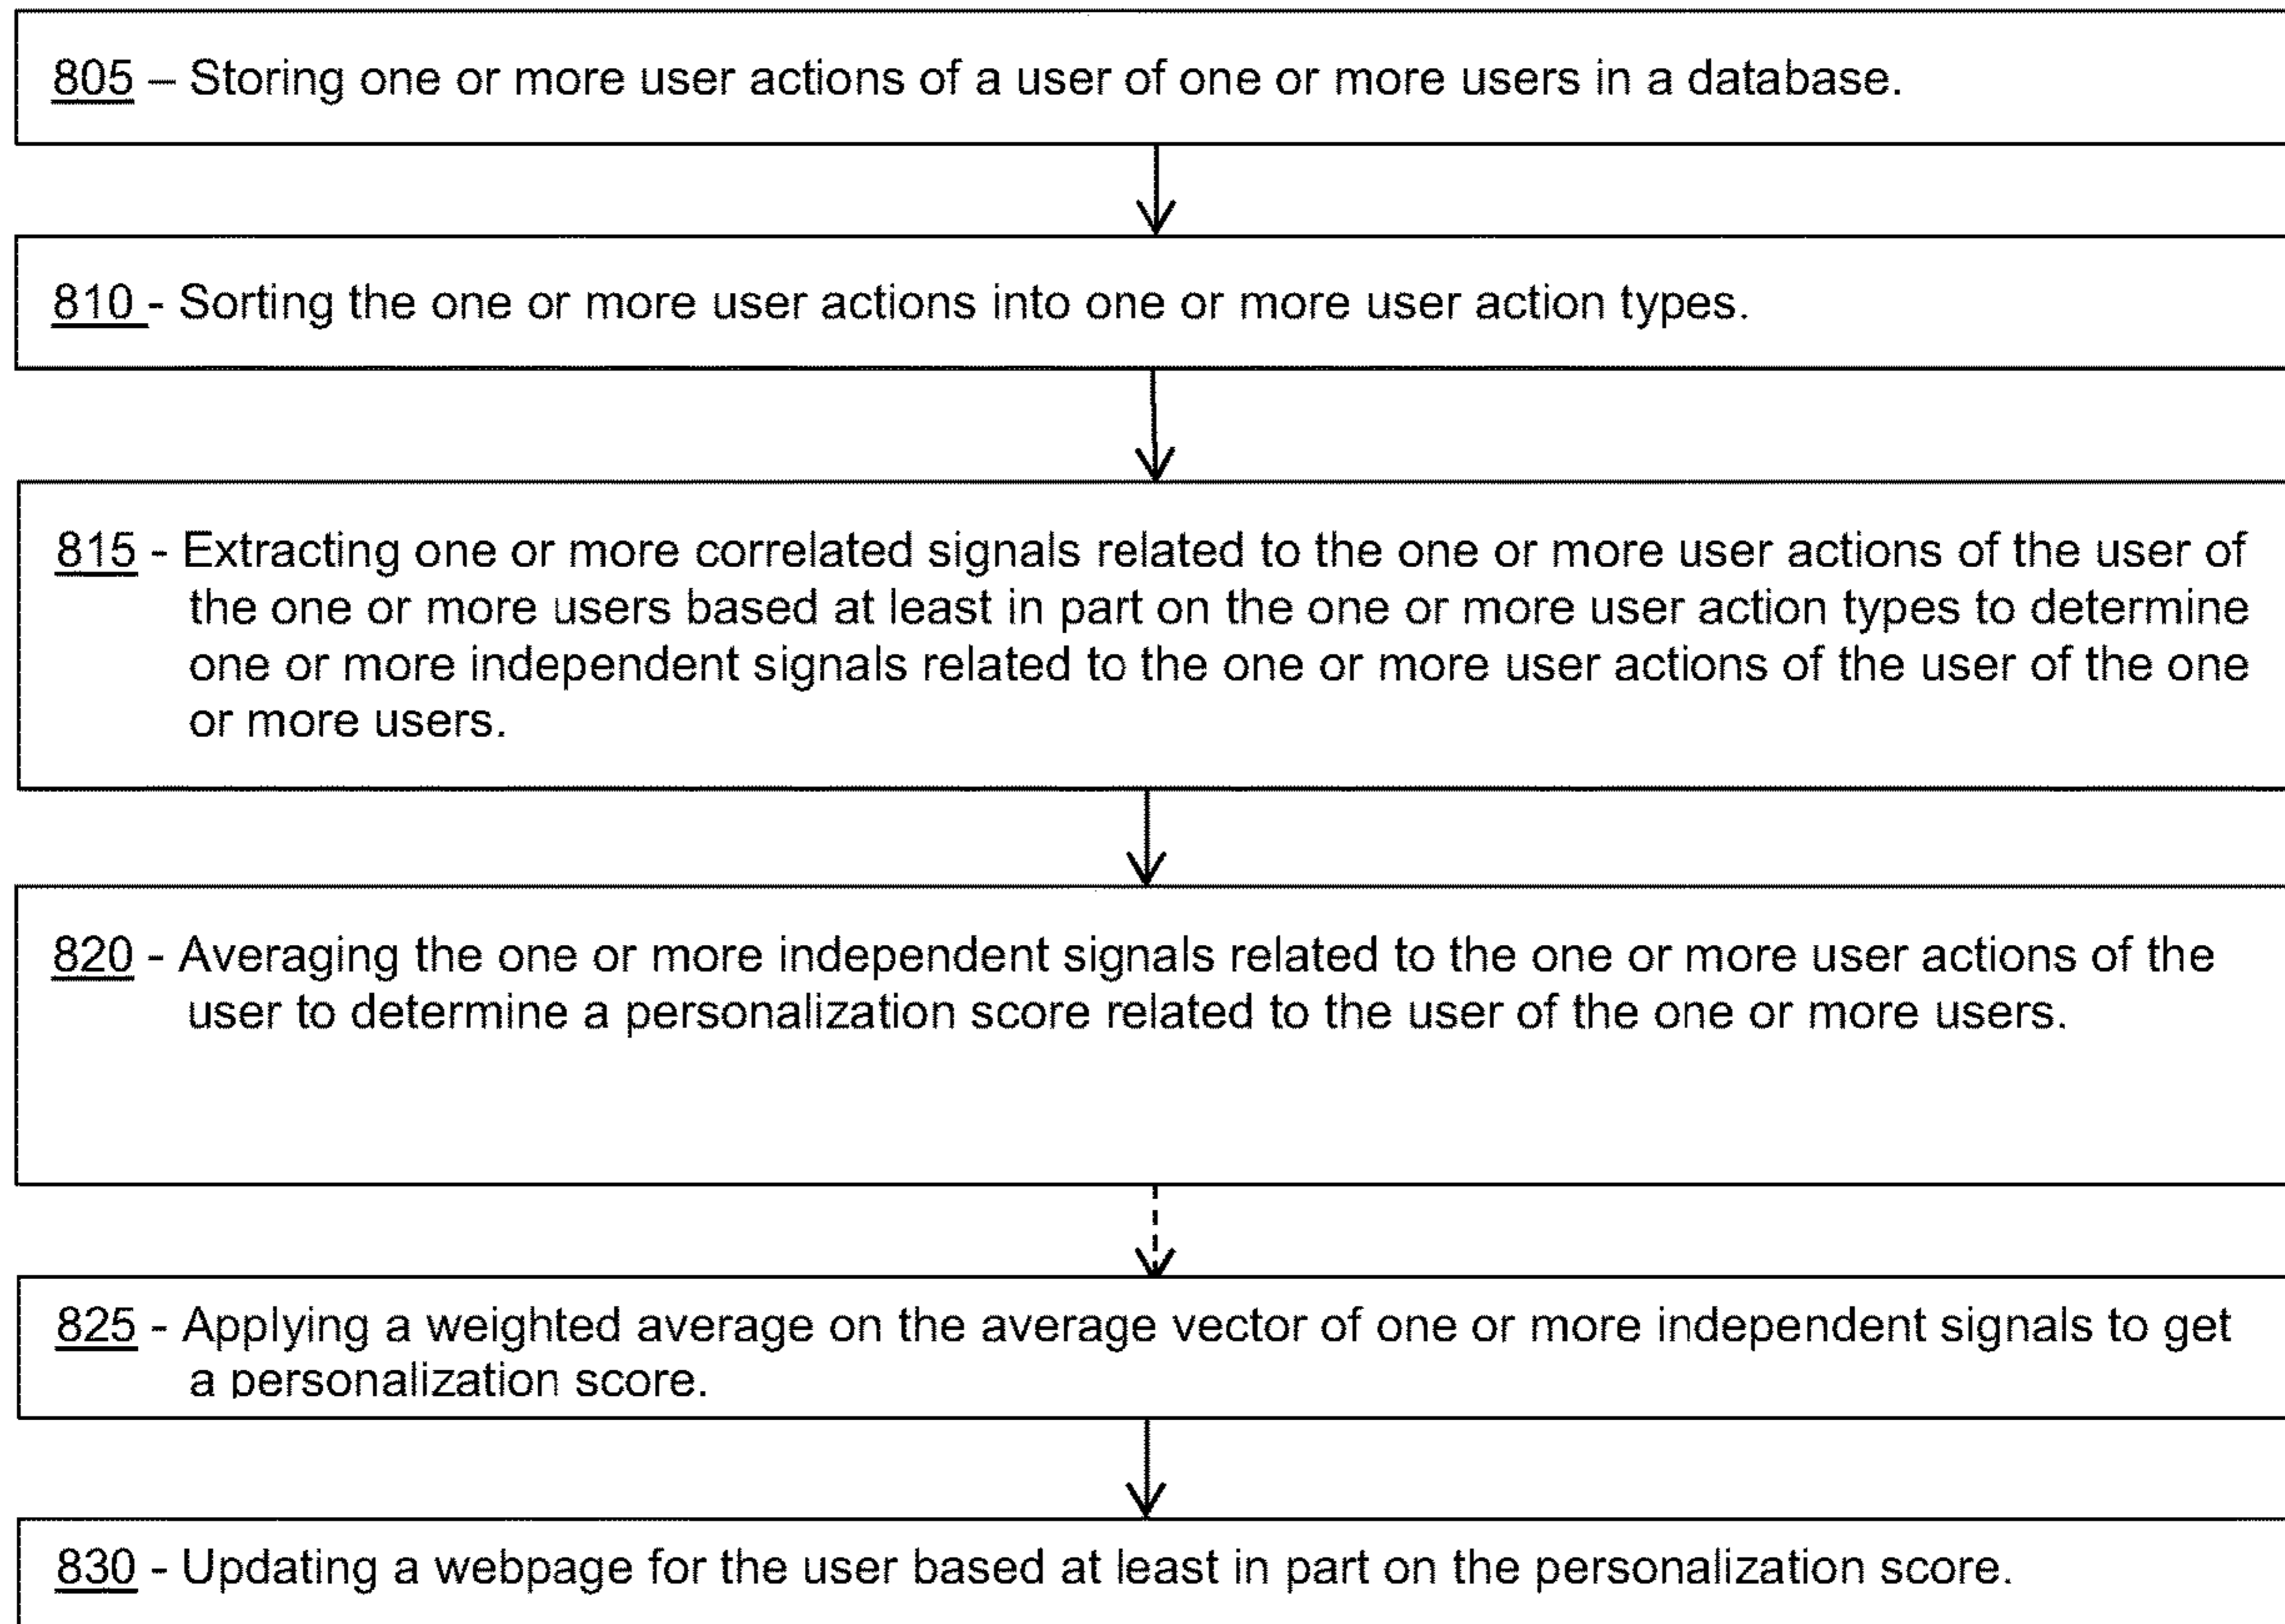 805 – Storing one or more user actions of a user of one or more users in a database.
810 - Sorting the one or more user actions into one or more user action types.
815 - Extracting one or more correlated signals related to the one or more user actions of the user of
the one or more users based at least in part on the one or more user action types to determine
one or more independent signals related to the one or more user actions of the user of the one
or more users.
820 - Averaging the one or more independent signals related to the one or more user actions of the
user to determine a personalization score related to the user of the one or more users.
825 - Applying a weighted average on the average vector of one or more independent signals to get
a personalization score.
830 - Updating a webpage for the user based at least in part on the personalization score.